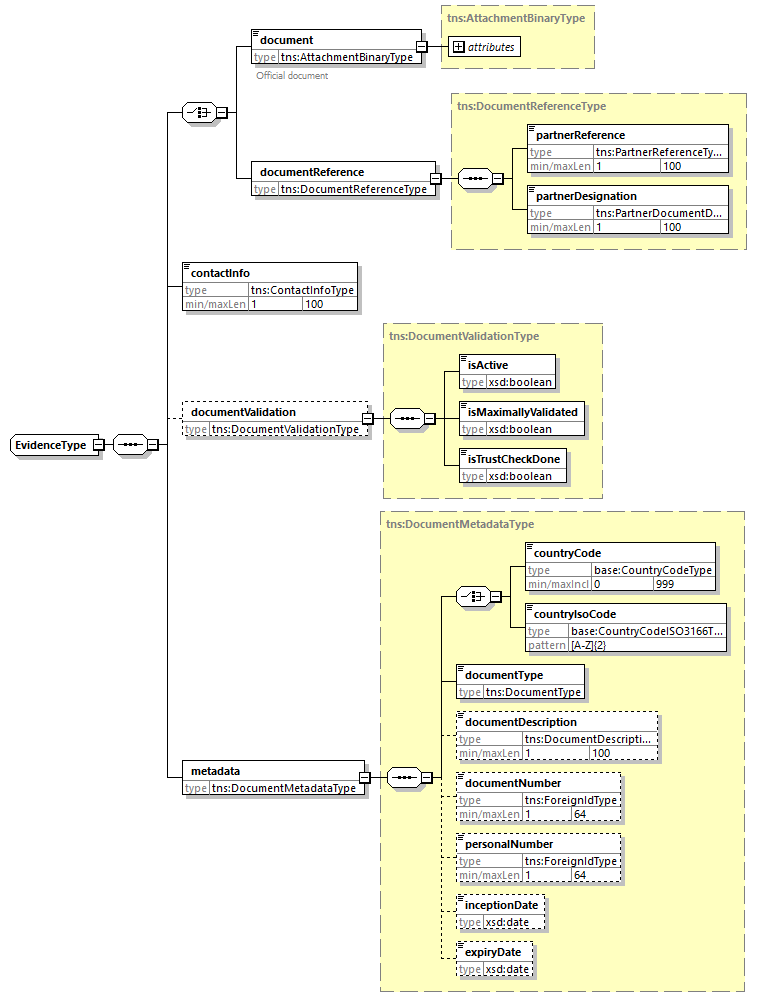 tns:AttachmentBinaryType
document
type tns:AttachmentBinaryType
attributes
Official document
tns:DocumentReferenceType
partnerReference
type tns:PartnerReferenceTy...
min/maxLen 1 100
documentReference
type tns:DocumentReferenceType
partnerDesignation
type tns:PartnerDocumentD...
min/maxLen 1 100
contactInfo
type tns:ContactInfoType
min/maxLen 1 100
tns:DocumentValidationType
isActive
type xsd:boolean
documentValidation
type tns:DocumentValidationType
isMaximallyValidated
type xsd:boolean
isTrustCheckDone
type xsd:boolean
EvidenceType
tns:DocumentMetadataType
countryCode
type base:CountryCodeType
min/maxIncl 0 999
countryIsoCode
type base:CountryCodeISO3166T...
pattern [A-Z]{2}
documentType
type tns:DocumentType
documentDescription
type tns:DocumentDescripti...
min/maxLen 1 100
metadata
type tns:DocumentMetadataType
documentNumber
type tns:ForeignIdType
min/maxLen 1 64
personalNumber
type tns:ForeignIdType
min/maxLen 1 64
inceptionDate
type xsd:date
expiryDate
type xsd:date